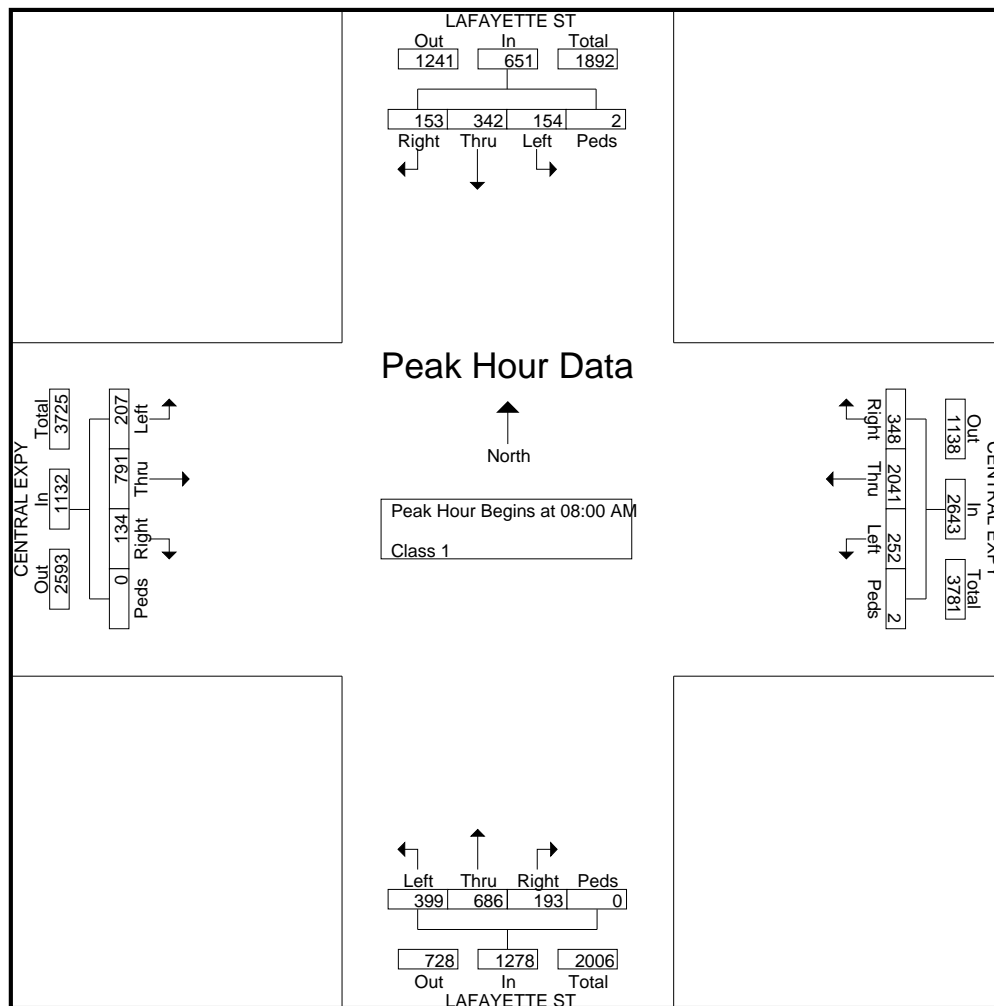 LAFAYETTE ST
Out In Total
1241 651 1892
153 342 154 2
Right Thru Left Peds
Peak Hour Data
North
Peak Hour Begins at 08:00 AM
Class 1
CENTRAL EXPY
Out In Total
2593 1132 3725
207 791 134 0
Left Thru Right Peds
Right Thru Left Peds
348 2041 252 2
Out In Total
1138 2643 3781
CENTRAL EXPY
Left Thru Right Peds
399 686 193 0
728 1278 2006
Out In Total
LAFAYETTE ST